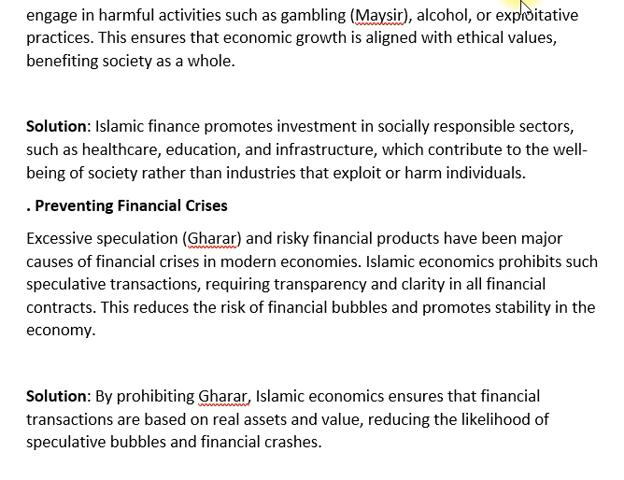 engage in harmful activities such as gambling (Maysir), alcohol, or exploitative
practices. This ensures that economic growth is aligned with ethical values,
benefiting society as a whole.
Solution: Islamic finance promotes investment in socially responsible sectors,
such as healthcare, education, and infrastructure, which contribute to the well-
being of society rather than industries that exploit or harm individuals.
. Preventing Financial Crises
Excessive speculation (Gharar) and risky financial products have been major
causes of financial crises in modern economies. Islamic economics prohibits such
speculative transactions, requiring transparency and clarity in all financial
contracts. This reduces the risk of financial bubbles and promotes stability in the
economy.
Solution: By prohibiting Gharar, Islamic economics ensures that financial
transactions are based on real assets and value, reducing the likelihood of
speculative bubbles and financial crashes.